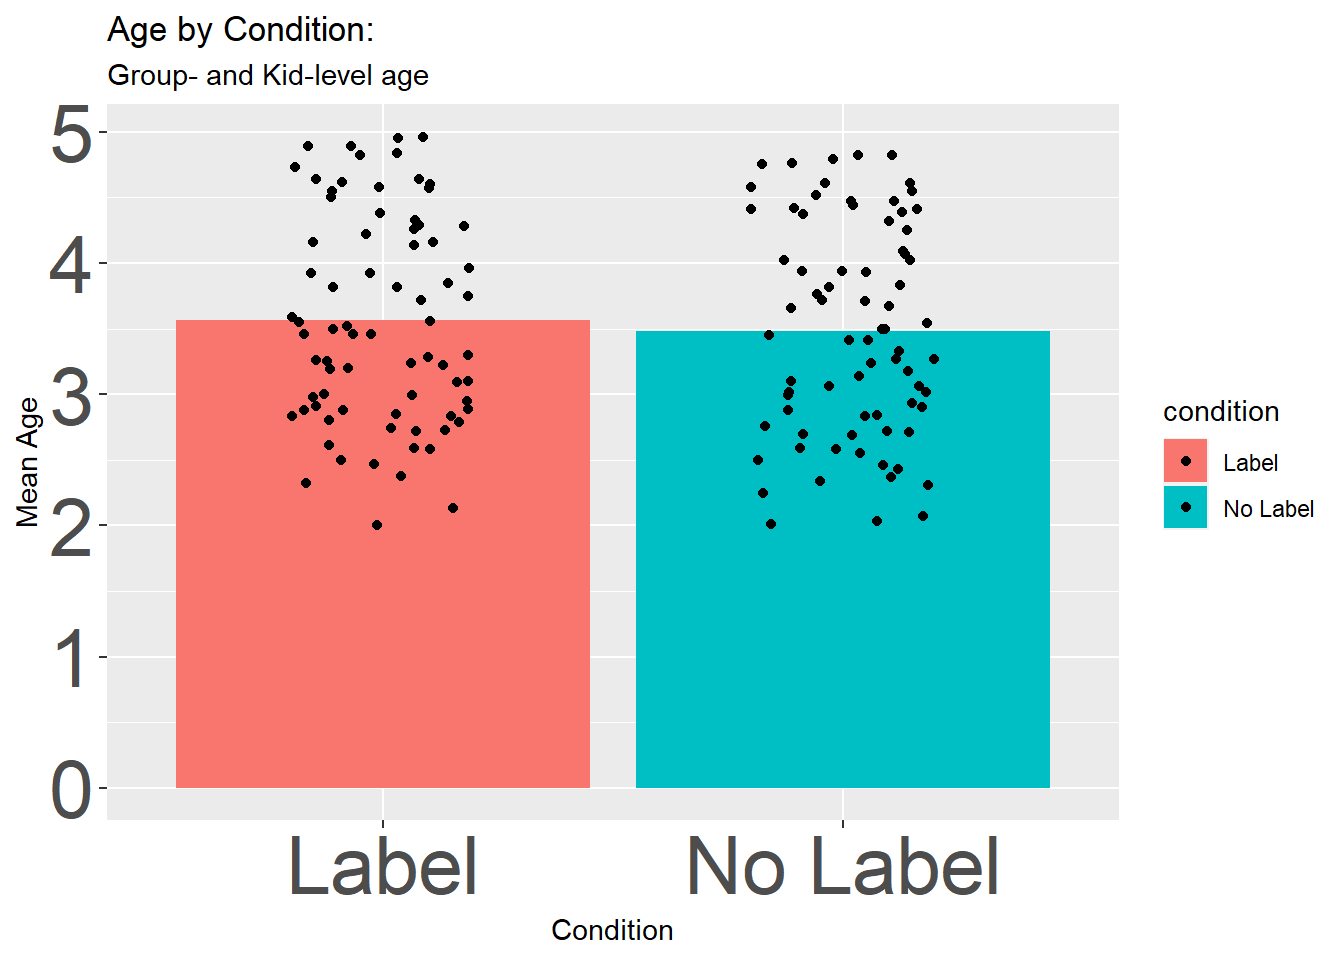 Age by Condition:
Group- and Kid-level age
5
4
3
2
1
0
Mean Age
Label
No Label
Condition
condition
Label
No Label